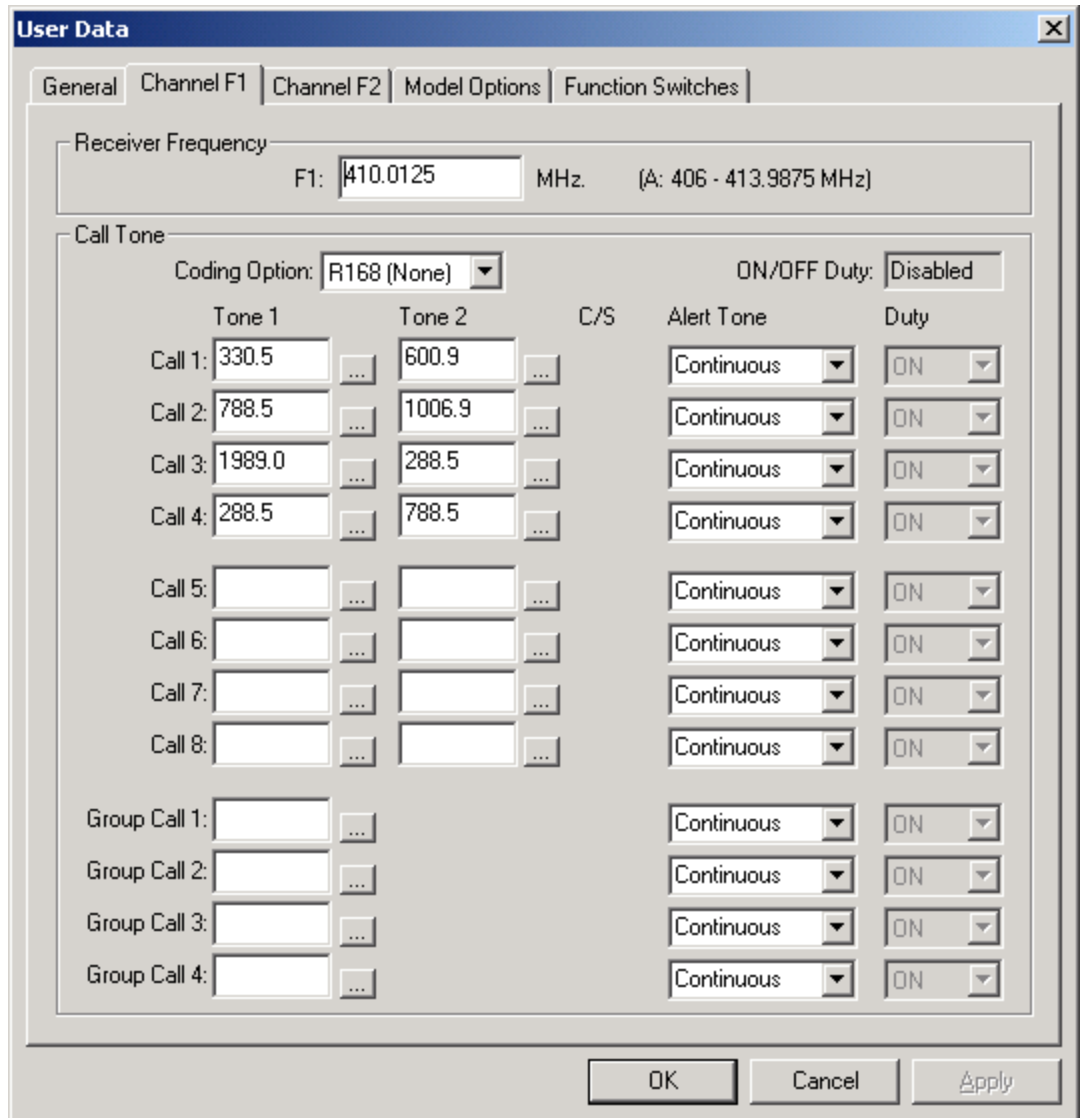 User Data
General Channel F1 Channel F2 Model Options Function Switches
Receiver Frequency
F1: 410.0125 MHz. (A: 406 - 413.9875 MHz)
Call Tone
Coding Option: R168 (None) ON/OFF Duty: Disabled
Tone 1 Tone 2 C/S Alert Tone Duty
Call 1: 330.5 ... 600.9 ... Continuous ON
Call 2: 788.5 ... 1006.9 ... Continuous ON
Call 3: 1989.0 ... 288.5 ... Continuous ON
Call 4: 288.5 ... 788.5 ... Continuous ON
Call 5: ... ... Continuous ON
Call 6: ... ... Continuous ON
Call 7: ... ... Continuous ON
Call 8: ... ... Continuous ON
Group Call 1: ... Continuous ON
Group Call 2: ... Continuous ON
Group Call 3: ... Continuous ON
Group Call 4: ... Continuous ON
OK Cancel Apply